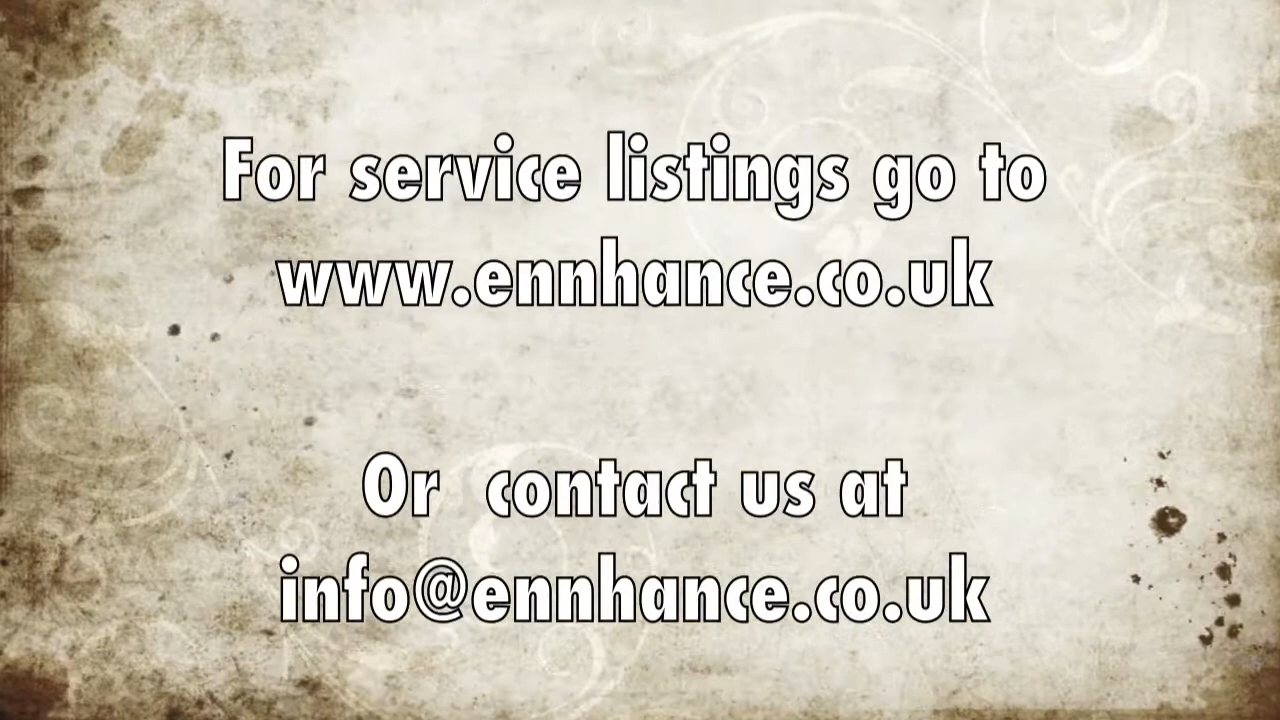 For service listings go to
www.ennhance.co.uk
Or contact us at
info@ennhance.co.uk